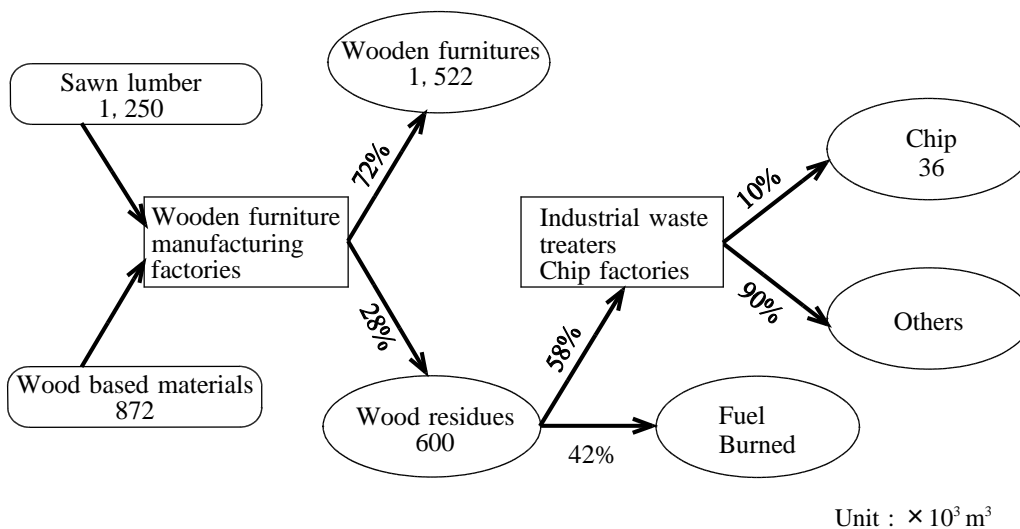 Sawn lumber
1, 250
Wooden furnitures
1, 522
72%
Wooden furniture
manufacturing
factories
28%
Wood based materials
872
Wood residues
600
58%
42%
Fuel
Burned
Industrial waste
treaters
Chip factories
10%
Chip
36
90%
Others
Unit : × 10³ m³